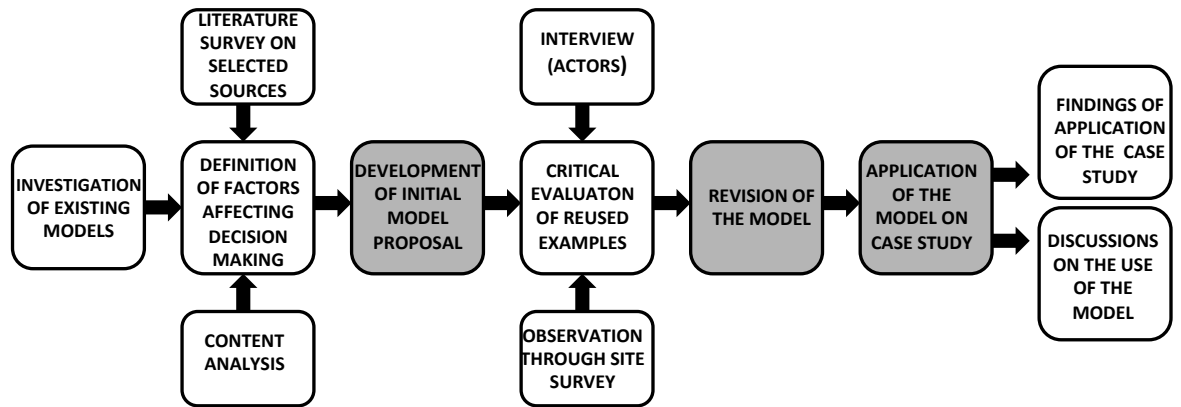 LITERATURE
SURVEY ON
SELECTED
SOURCES
INTERVIEW
(ACTORS)
INVESTIGATION
OF EXISTING
MODELS
DEFINITION
OF FACTORS
AFFECTING
DECISION
MAKING
DEVELOPMENT
OF INITIAL
MODEL
PROPOSAL
CRITICAL
EVALUATON
OF REUSED
EXAMPLES
REVISION OF
THE MODEL
APPLICATION
OF THE
MODEL ON
CASE STUDY
FINDINGS OF
APPLICATION
OF THE CASE
STUDY
DISCUSSIONS
ON THE USE
OF THE
MODEL
CONTENT
ANALYSIS
OBSERVATION
THROUGH SITE
SURVEY